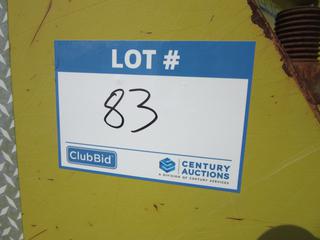 LOT #
83
ClubBid
CENTURY
AUCTIONS
A DIVISION OF CENTURY SERVICES